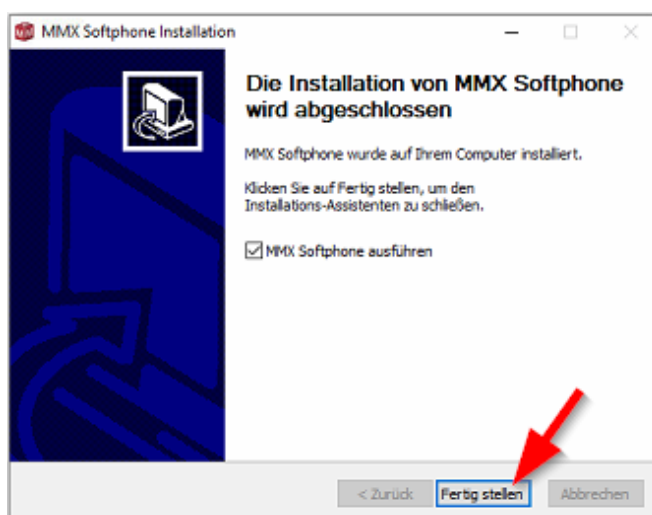 MMX Softphone Installation
Die Installation von MMX Softphone
wird abgeschlossen
MMX Softphone wurde auf Ihrem Computer installiert.
Klicken Sie auf Fertig stellen, um den
Installations-Assistenten zu schließen.
MMX Softphone ausführen
< Zurück
Fertig stellen
Abbrechen